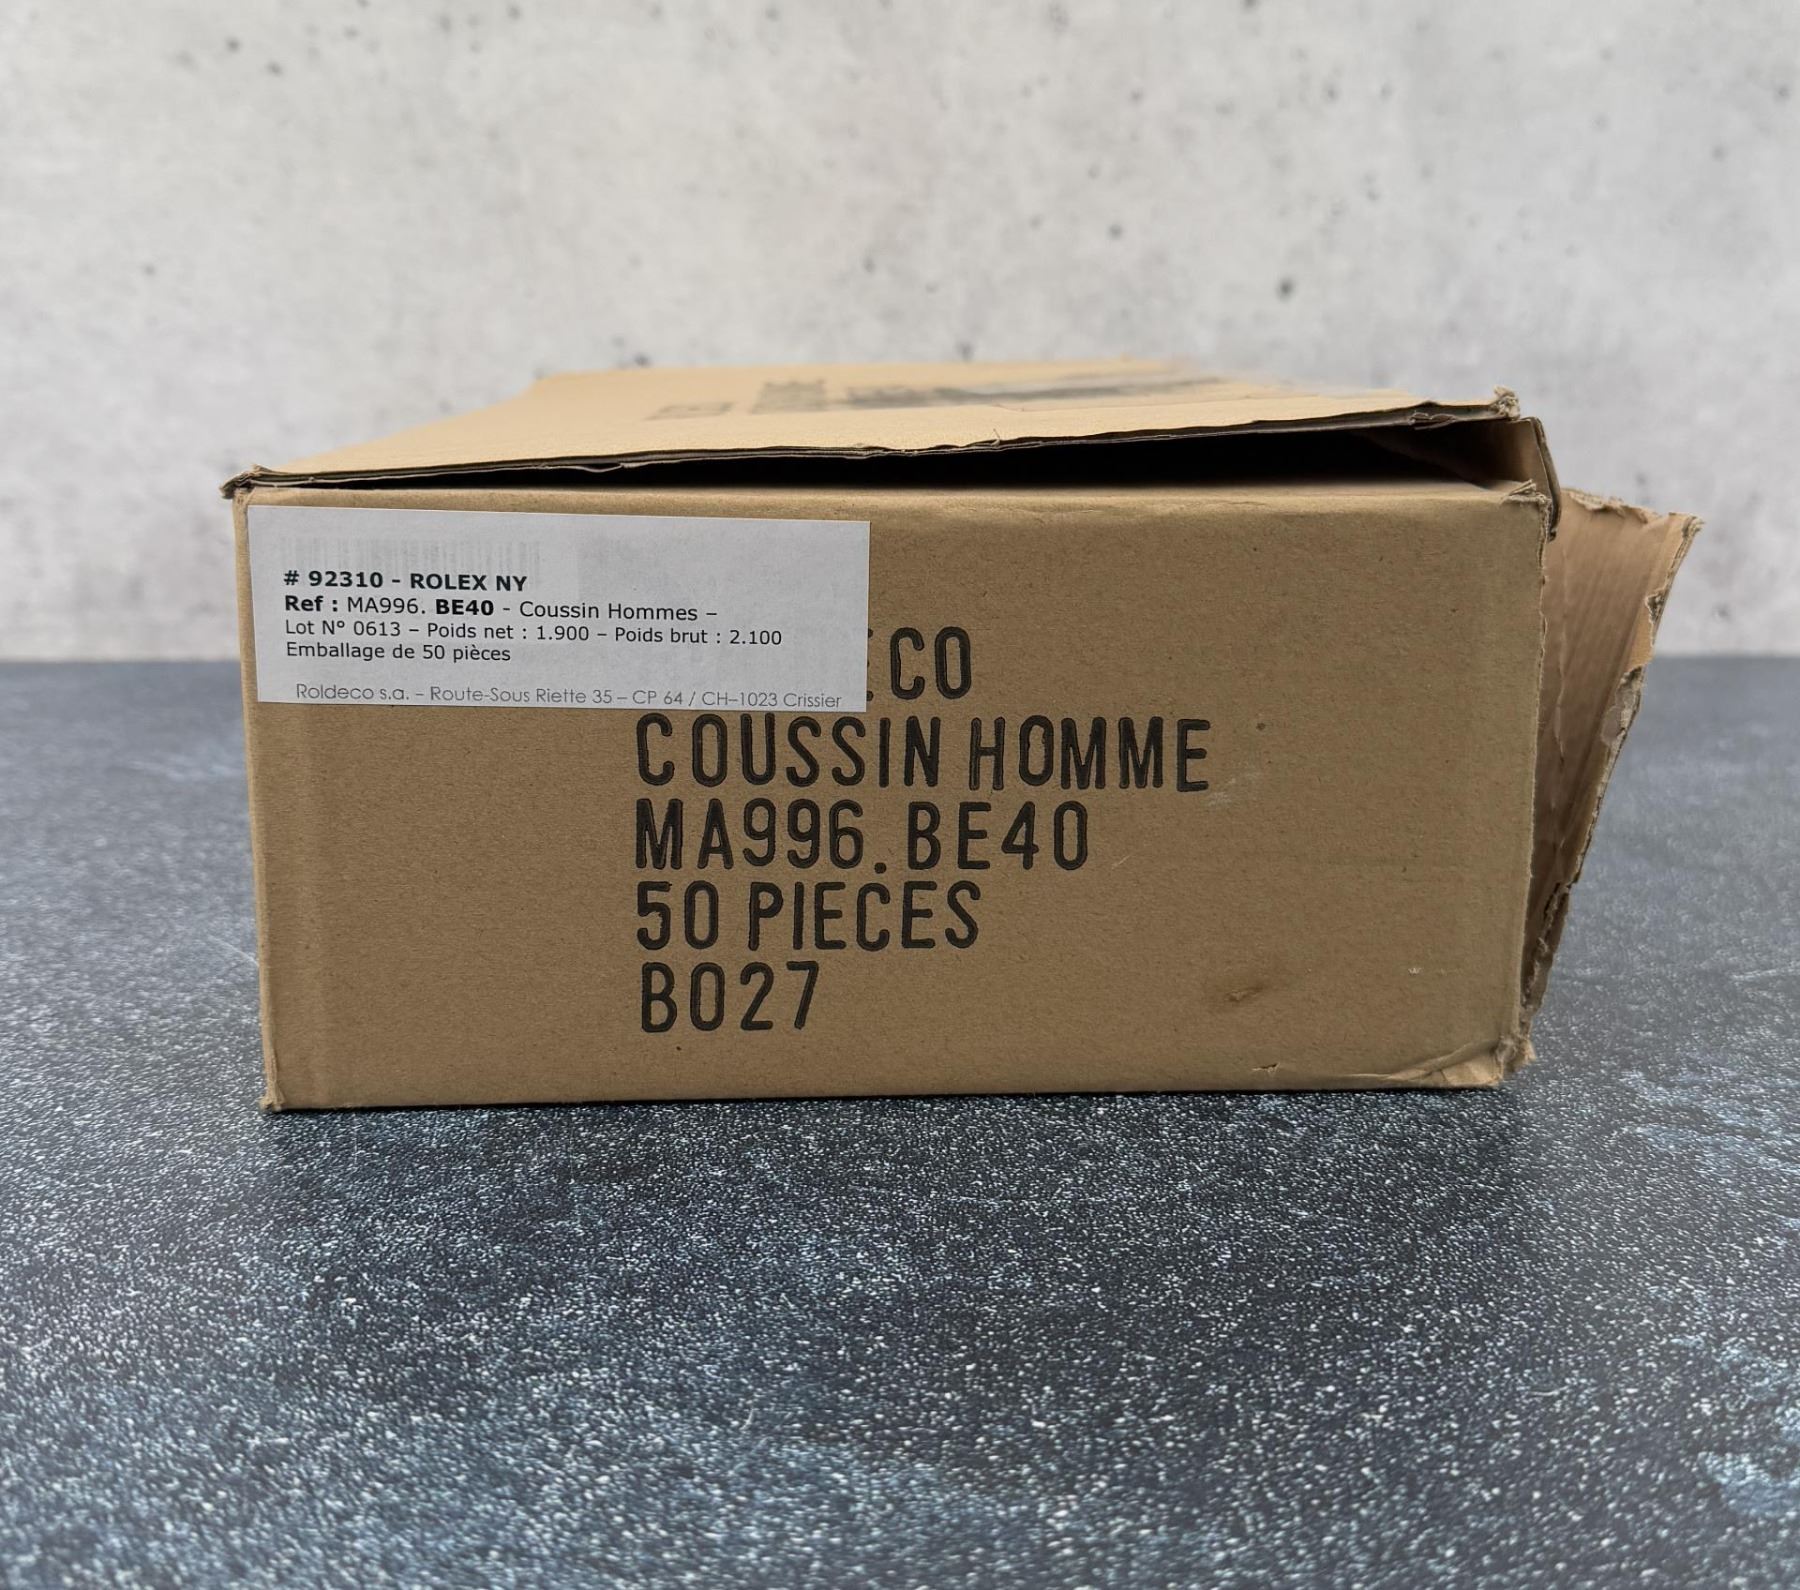 # 92310 - ROLEX NY
Ref : MA996. BE40 - Coussin Hommes –
Lot N° 0613 – Poids net : 1.900 – Poids brut : 2.100
Emballage de 50 pièces
Roldeco s.a. – Route-Sous Riette 35 – CP 64 / CH–1023 Crissier
CO
COUSSIN HOMME
MA996.BE40
50 PIECES
B027